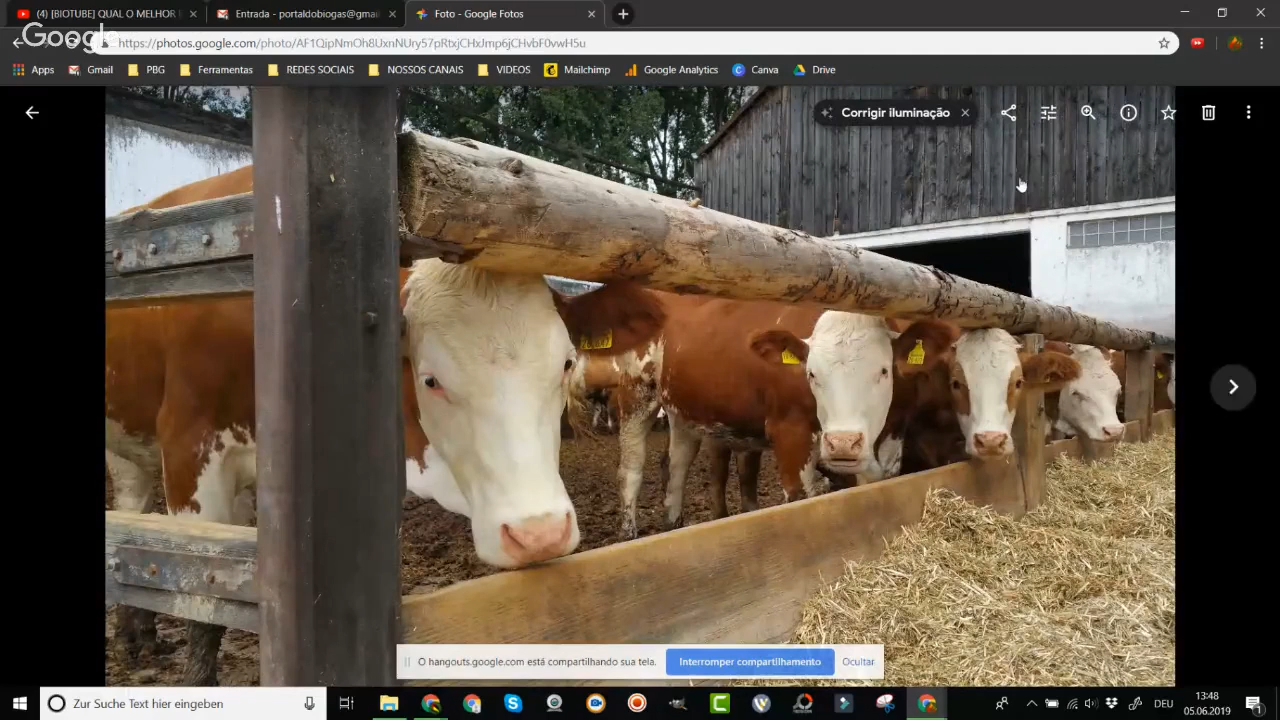 (4) [BIOTUBE] QUAL O MELHOR
Entrada - portaldobiogas@gmai
Foto - Google Fotos
Google
https://photos.google.com/photo/AF1QipNmOh8UxnNUry57pRtxjCHxJmp6jCHvbF0vwH5u
Apps
Gmail
PBG
Ferramentas
REDES SOCIAIS
NOSSOS CANAIS
VIDEOS
Mailchimp
Google Analytics
Canva
Drive
Corrigir iluminação
O hangouts.google.com está compartilhando sua tela.
Interromper compartilhamento
Ocultar
Zur Suche Text hier eingeben
DEU
13:48
05.06.2019
1